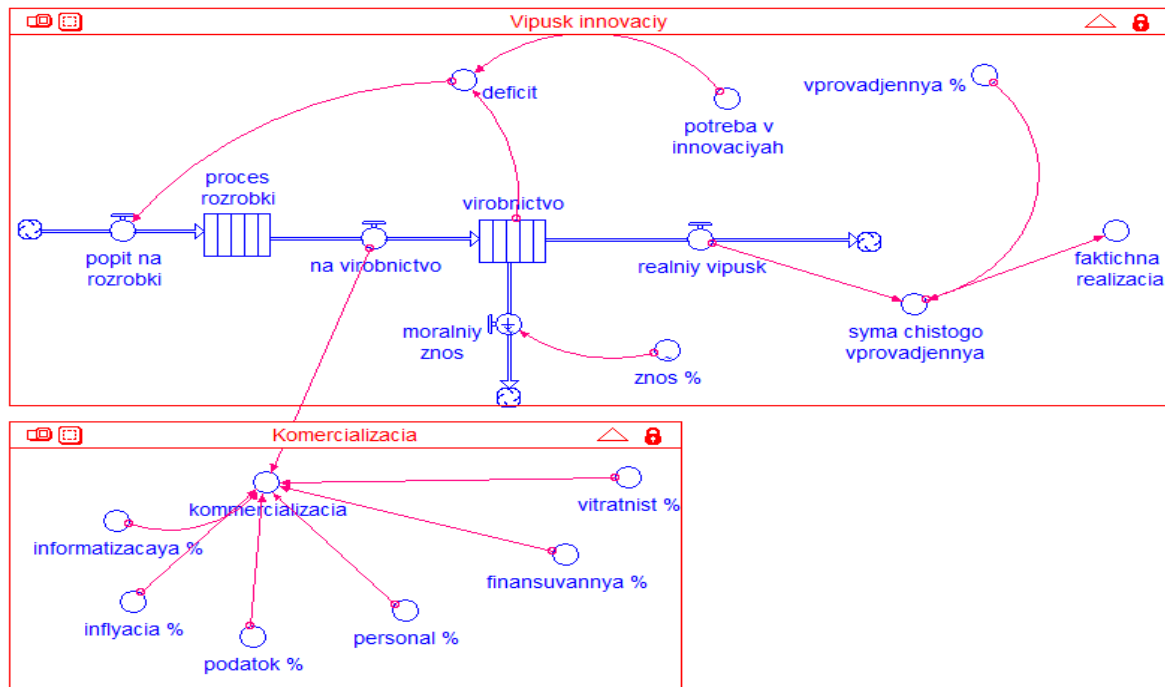 Vipusk innovaciy
deficit
vprovadjennya %
potreba v
innovaciyah
proces
rozrobki
virobnictvo
popit na
rozrobki
na virobnictvo
realniy vipusk
faktichna
realizacia
moralniy
znos
znos %
syma chistogo
vprovadjennya
Komercializacia
kommercializacia
vitratnist %
informatizacaya %
finansuvannya %
inflyacia %
personal %
podatok %